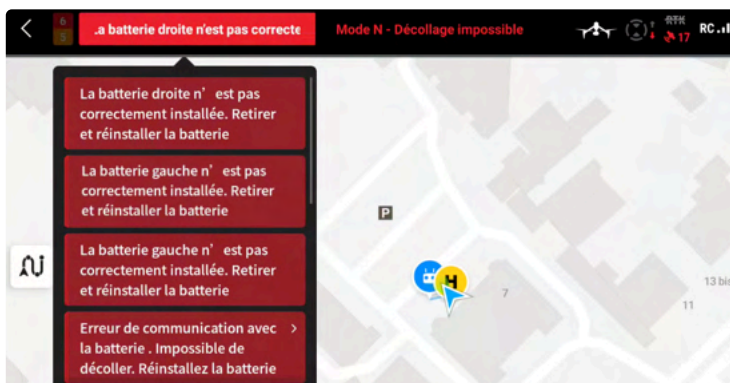 6
5
.a batterie droite n'est pas correcte
Mode N - Décollage impossible
RTK
17
RC
La batterie droite n' est pas
correctement installée. Retirer
et réinstaller la batterie
La batterie gauche n' est pas
correctement installée. Retirer
et réinstaller la batterie
La batterie gauche n' est pas
correctement installée. Retirer
et réinstaller la batterie
Erreur de communication avec
la batterie . Impossible de
décoller. Réinstallez la batterie
P
H
7
13 bis
11